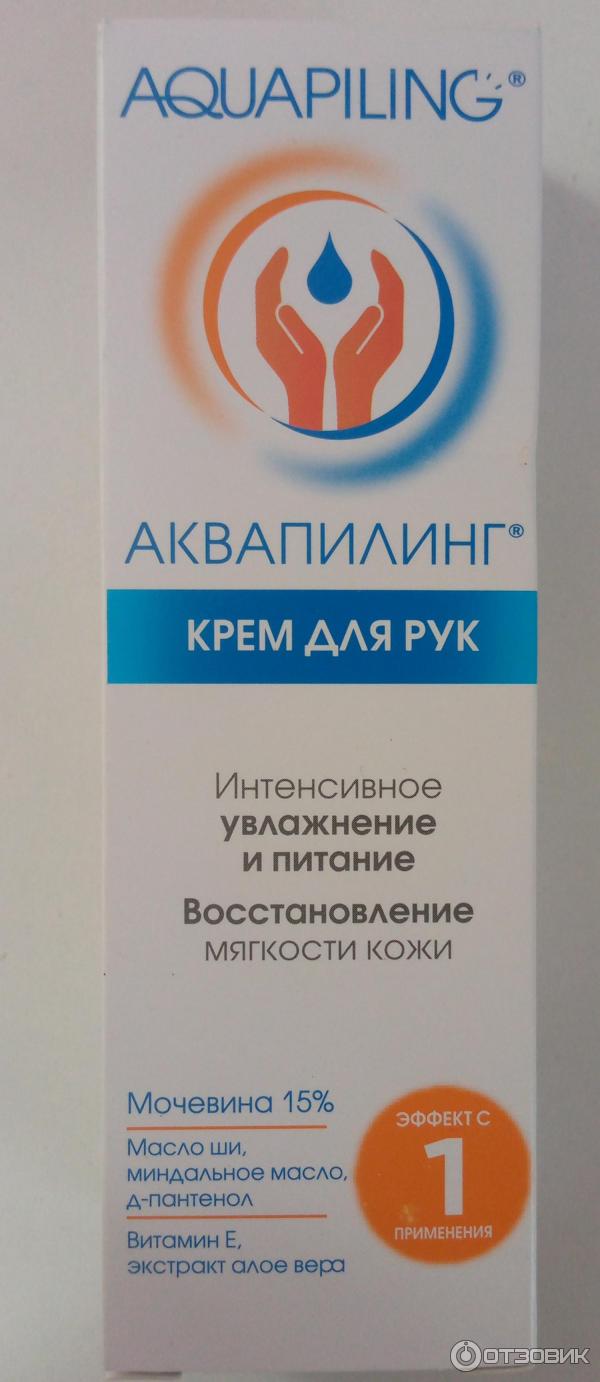 AQUAPILING®
АКВАПИЛИНГ®
КРЕМ ДЛЯ РУК
Интенсивное
увлажнение
и питание
Восстановление
мягкости кожи
Мочевина 15%
Масло ши,
миндальное масло,
д-пантенол
Витамин Е,
экстракт алое вера
ЭФФЕКТ С
1
ПРИМЕНЕНИЯ
ОТЗОВИК